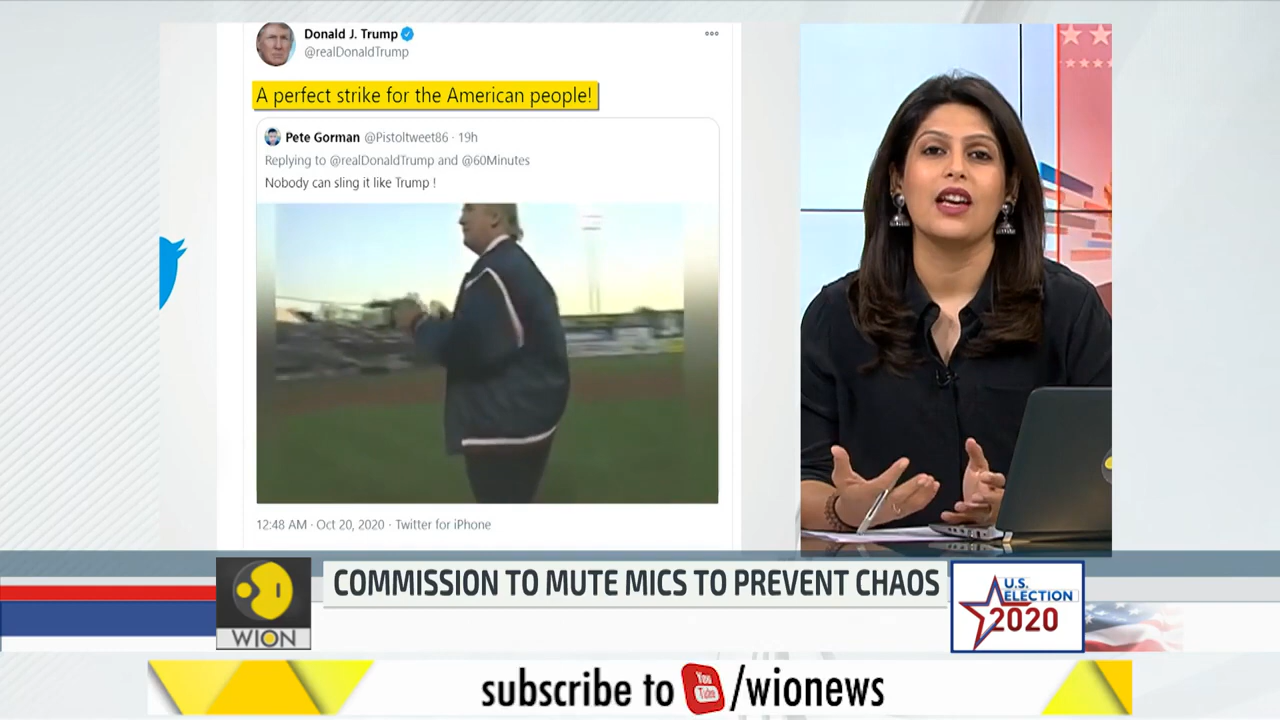 Donald J. Trump
@realDonaldTrump
A perfect strike for the American people!
Pete Gorman @Pistoltweet86 · 19h
Replying to @realDonaldTrump and @60Minutes
Nobody can sling it like Trump !
12:48 AM · Oct 20, 2020 · Twitter for iPhone
WION
COMMISSION TO MUTE MICS TO PREVENT CHAOS
U.S.
ELECTION
2020
subscribe to You Tube /wionews